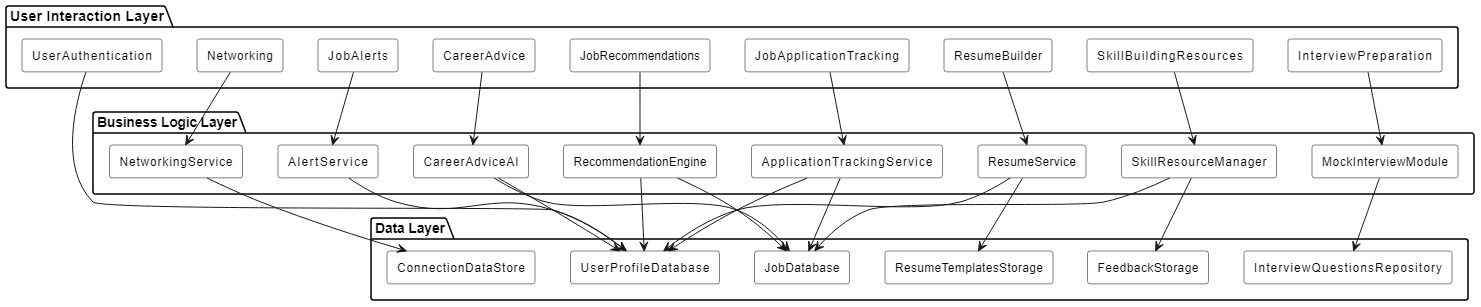 User Interaction Layer
UserAuthentication
Networking
JobAlerts
CareerAdvice
JobRecommendations
JobApplicationTracking
ResumeBuilder
SkillBuildingResources
InterviewPreparation
Business Logic Layer
NetworkingService
AlertService
CareerAdviceAI
RecommendationEngine
ApplicationTrackingService
ResumeService
SkillResourceManager
MockInterviewModule
Data Layer
ConnectionDataStore
UserProfileDatabase
JobDatabase
ResumeTemplatesStorage
FeedbackStorage
InterviewQuestionsRepository